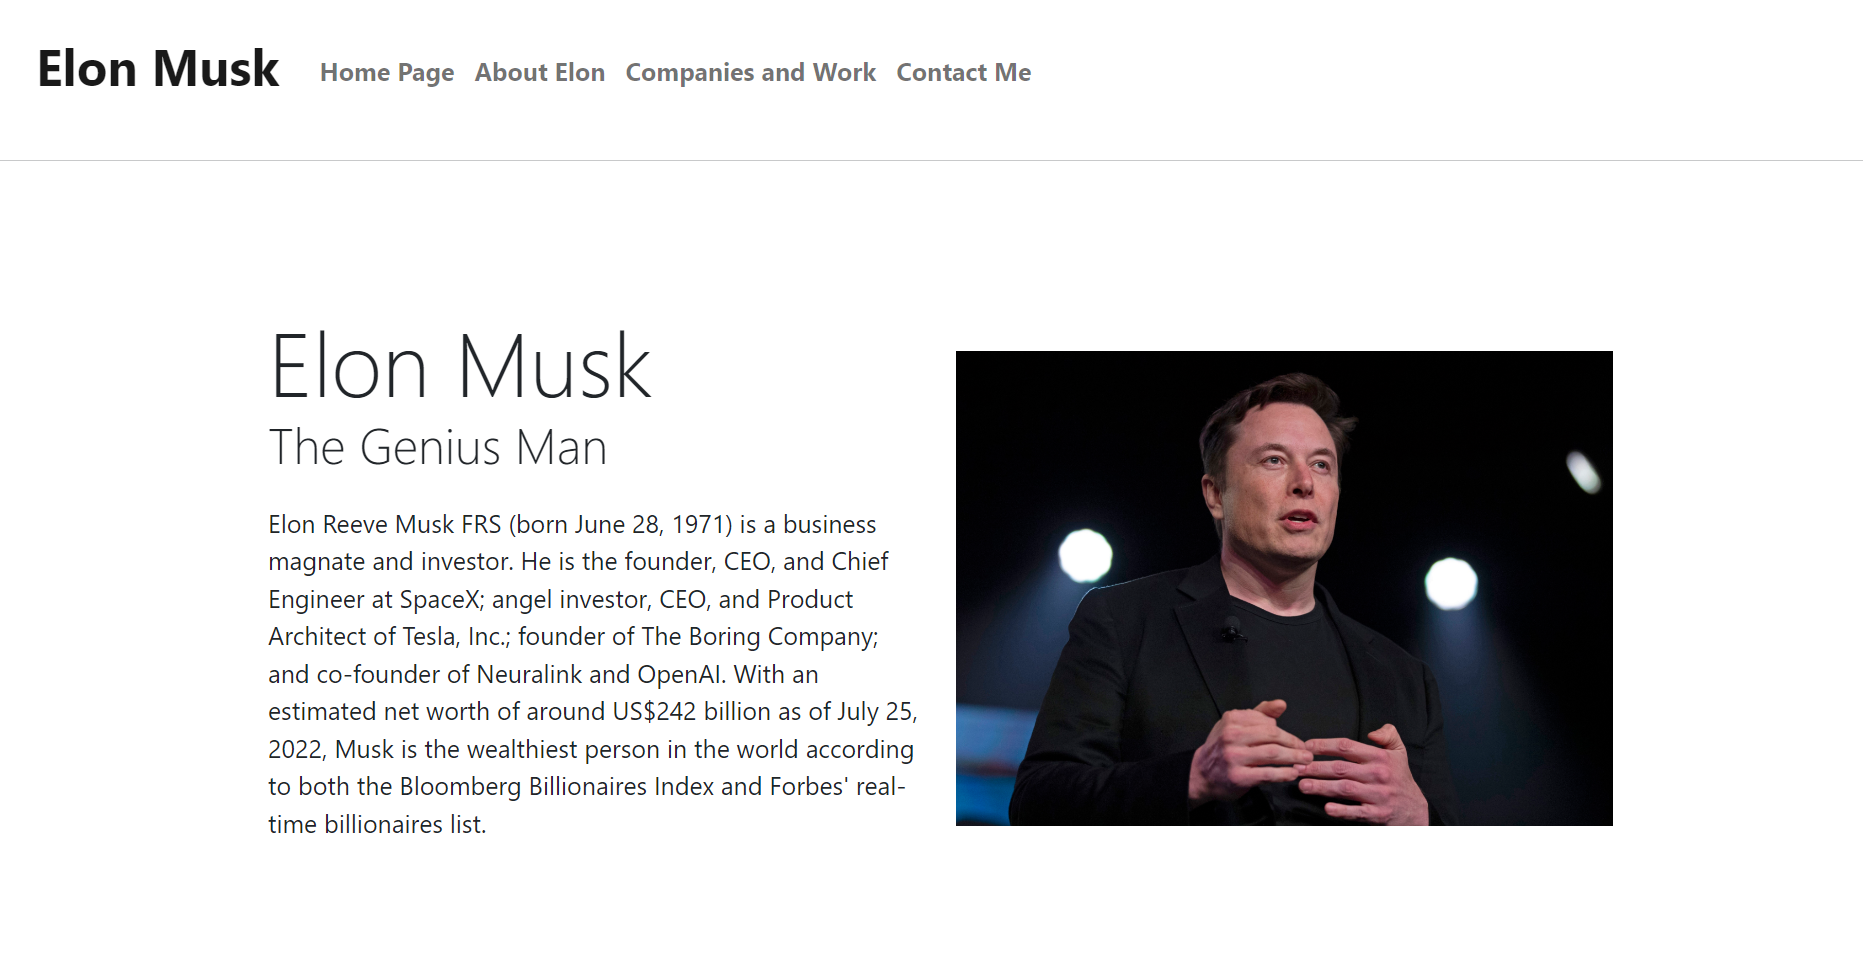 Elon Musk Home Page About Elon Companies and Work Contact Me
Elon Musk
The Genius Man
Elon Reeve Musk FRS (born June 28, 1971) is a business
magnate and investor. He is the founder, CEO, and Chief
Engineer at SpaceX; angel investor, CEO, and Product
Architect of Tesla, Inc.; founder of The Boring Company;
and co-founder of Neuralink and OpenAI. With an
estimated net worth of around US$242 billion as of July 25,
2022, Musk is the wealthiest person in the world according
to both the Bloomberg Billionaires Index and Forbes' real-
time billionaires list.